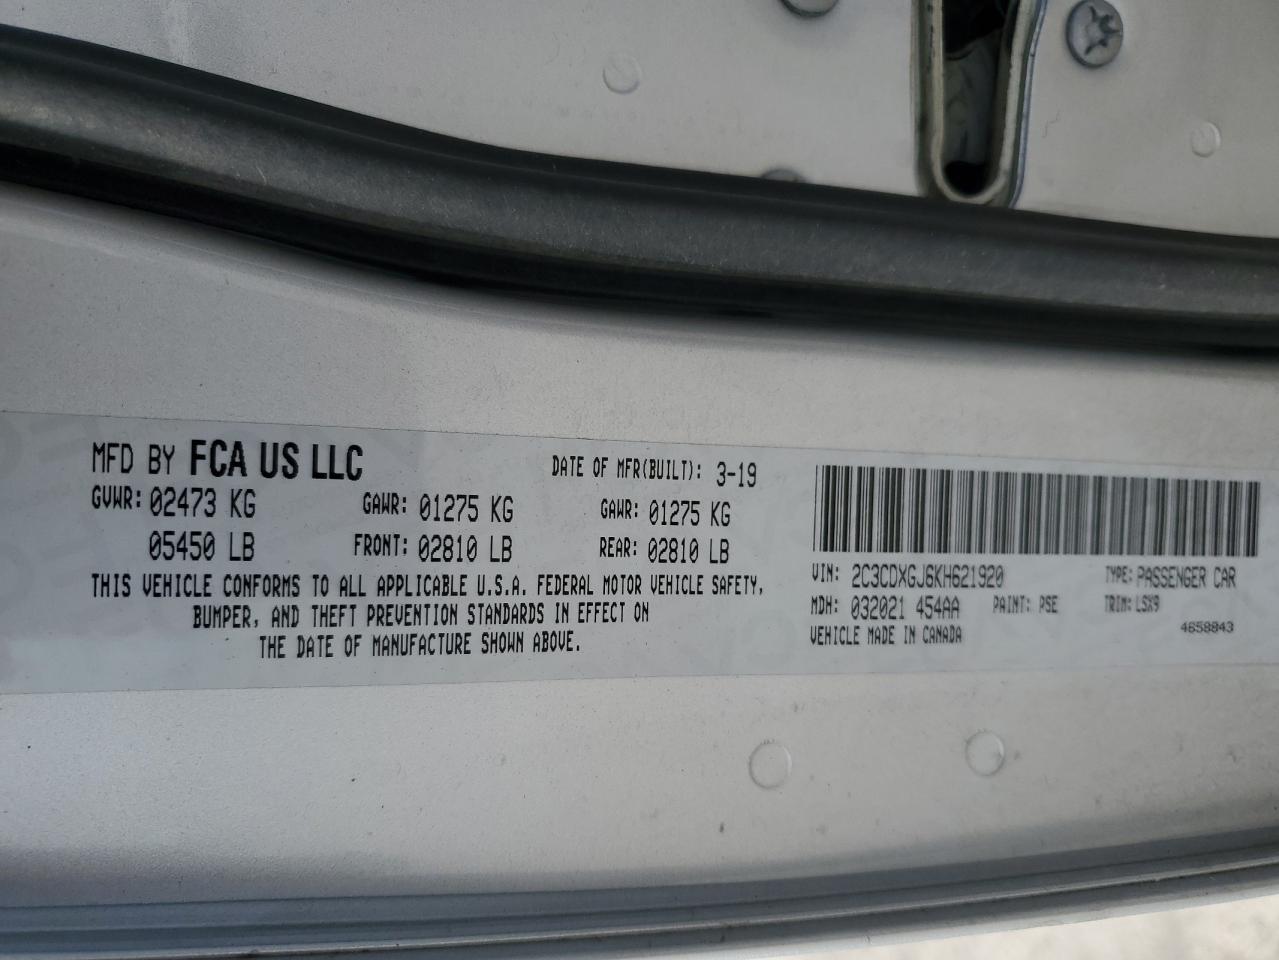 MFD BY FCA US LLC DATE OF MFR(BUILT): 3-19
GVWR: 02473 KG GAWR: 01275 KG GAWR: 01275 KG
05450 LB FRONT: 02810 LB REAR: 02810 LB
THIS VEHICLE CONFORMS TO ALL APPLICABLE U.S.A. FEDERAL MOTOR VEHICLE SAFETY,
BUMPER, AND THEFT PREVENTION STANDARDS IN EFFECT ON
THE DATE OF MANUFACTURE SHOWN ABOVE.
VIN: 2C3CDXGJ6KH621920 TYPE: PASSENGER CAR
MDH: 032021 454AA PAINT: PSE TRIM: LSX9
VEHICLE MADE IN CANADA 4658843